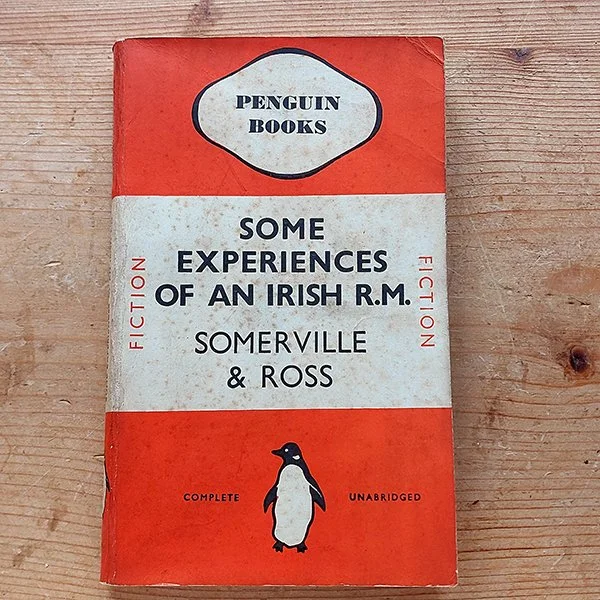 PENGUIN
BOOKS
SOME
EXPERIENCES
OF AN IRISH R.M.
SOMERVILLE
& ROSS
FICTION
FICTION
COMPLETE
UNABRIDGED